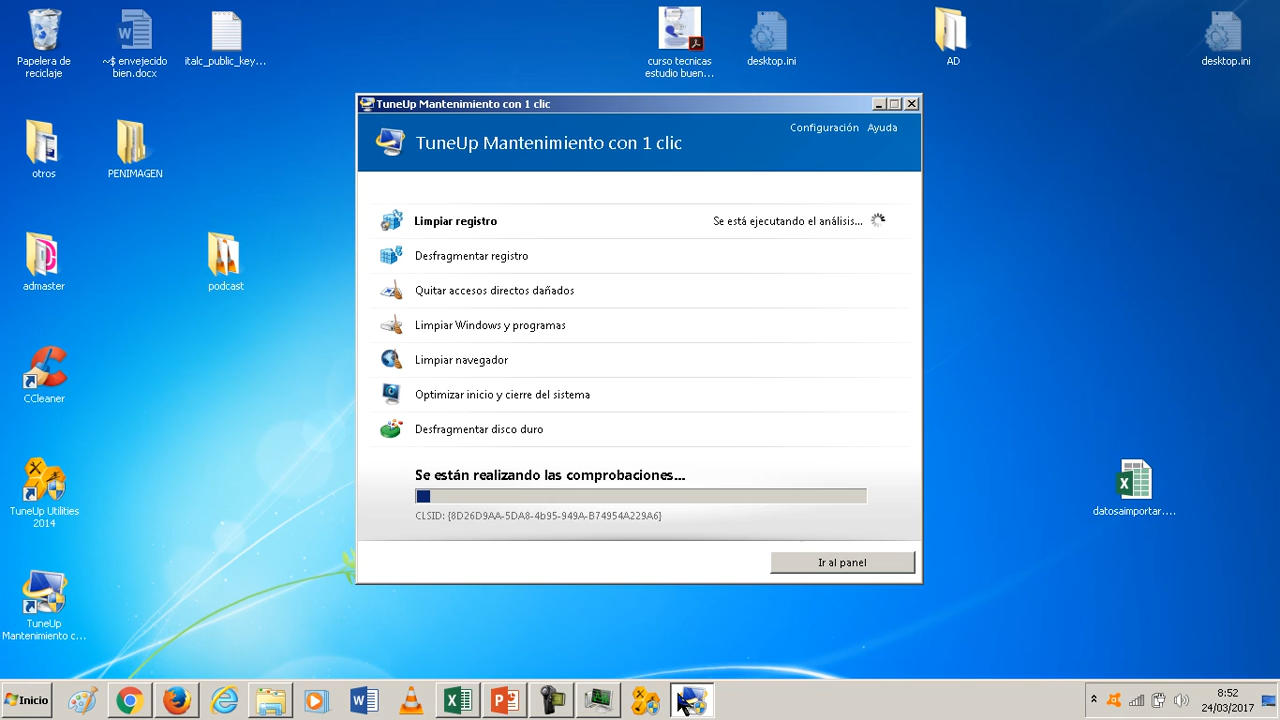 Papelera de
reciclaje
~$ envejecido
bien.docx
italc_public_key...
curso tecnicas
estudio buen...
desktop.ini
AD
desktop.ini
otros
PENIMAGEN
admaster
podcast
CCleaner
TuneUp Utilities
2014
TuneUp
Mantenimiento c...
datosaimportar....
TuneUp Mantenimiento con 1 clic
Configuración Ayuda
TuneUp Mantenimiento con 1 clic
Limpiar registro Se está ejecutando el análisis...
Desfragmentar registro
Quitar accesos directos dañados
Limpiar Windows y programas
Limpiar navegador
Optimizar inicio y cierre del sistema
Desfragmentar disco duro
Se están realizando las comprobaciones...
CLSID: {8D26D9AA-5DA8-4b95-949A-B74954A229A6}
Ir al panel
Inicio
8:52
24/03/2017